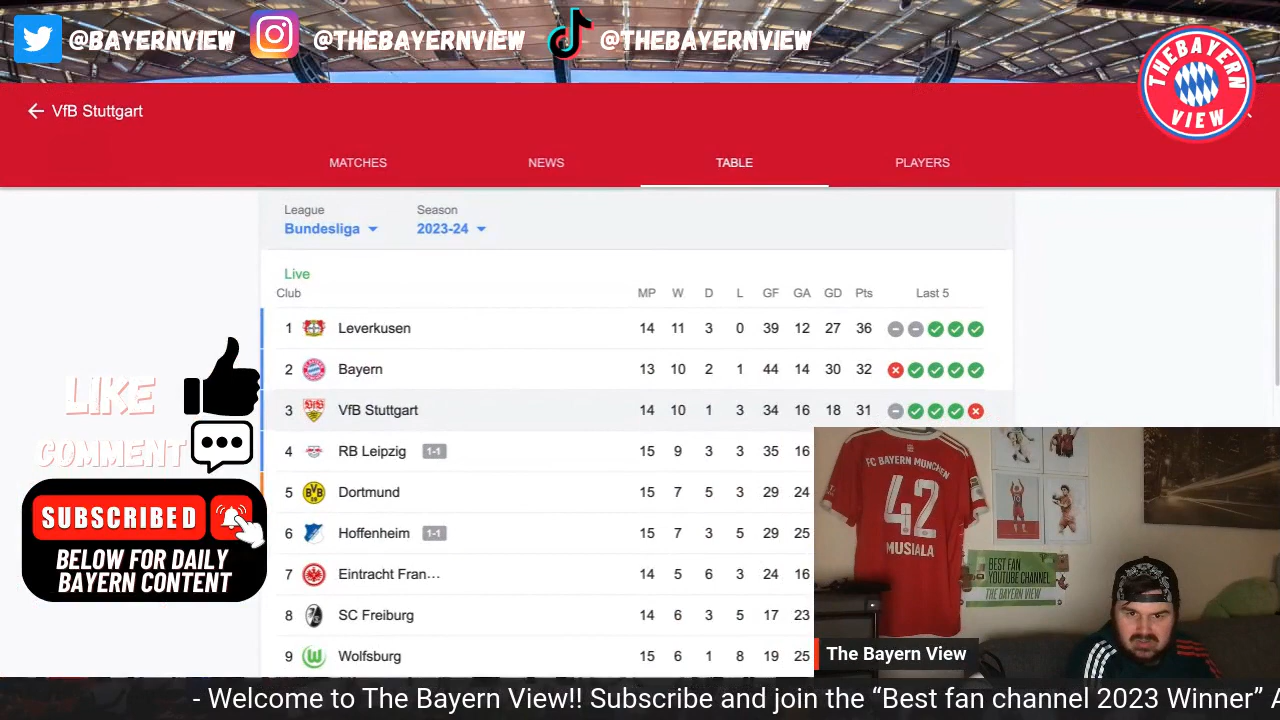 @BAYERNVIEW @THEBAYERNVIEW @THEBAYERNVIEW
THE BAYERN VIEW
VfB Stuttgart
MATCHES NEWS TABLE PLAYERS
League Season
Bundesliga 2023-24
Live
Club MP W D L GF GA GD Pts Last 5
1 Leverkusen 14 11 3 0 39 12 27 36
2 Bayern 13 10 2 1 44 14 30 32
3 VfB Stuttgart 14 10 1 3 34 16 18 31
4 RB Leipzig 1-1 15 9 3 3 35 16
5 Dortmund 15 7 5 3 29 24
6 Hoffenheim 1-1 15 7 3 5 29 25
7 Eintracht Fran... 14 5 6 3 24 16
8 SC Freiburg 14 6 3 5 17 23
9 Wolfsburg 15 6 1 8 19 25
LIKE
COMMENT
SUBSCRIBED
BELOW FOR DAILY
BAYERN CONTENT
FC BAYERN MÜNCHEN
42
MUSIALA
BEST FAN
YOUTUBE CHANNEL
THE BAYERN VIEW
The Bayern View
- Welcome to The Bayern View!! Subscribe and join the “Best fan channel 2023 Winner” A